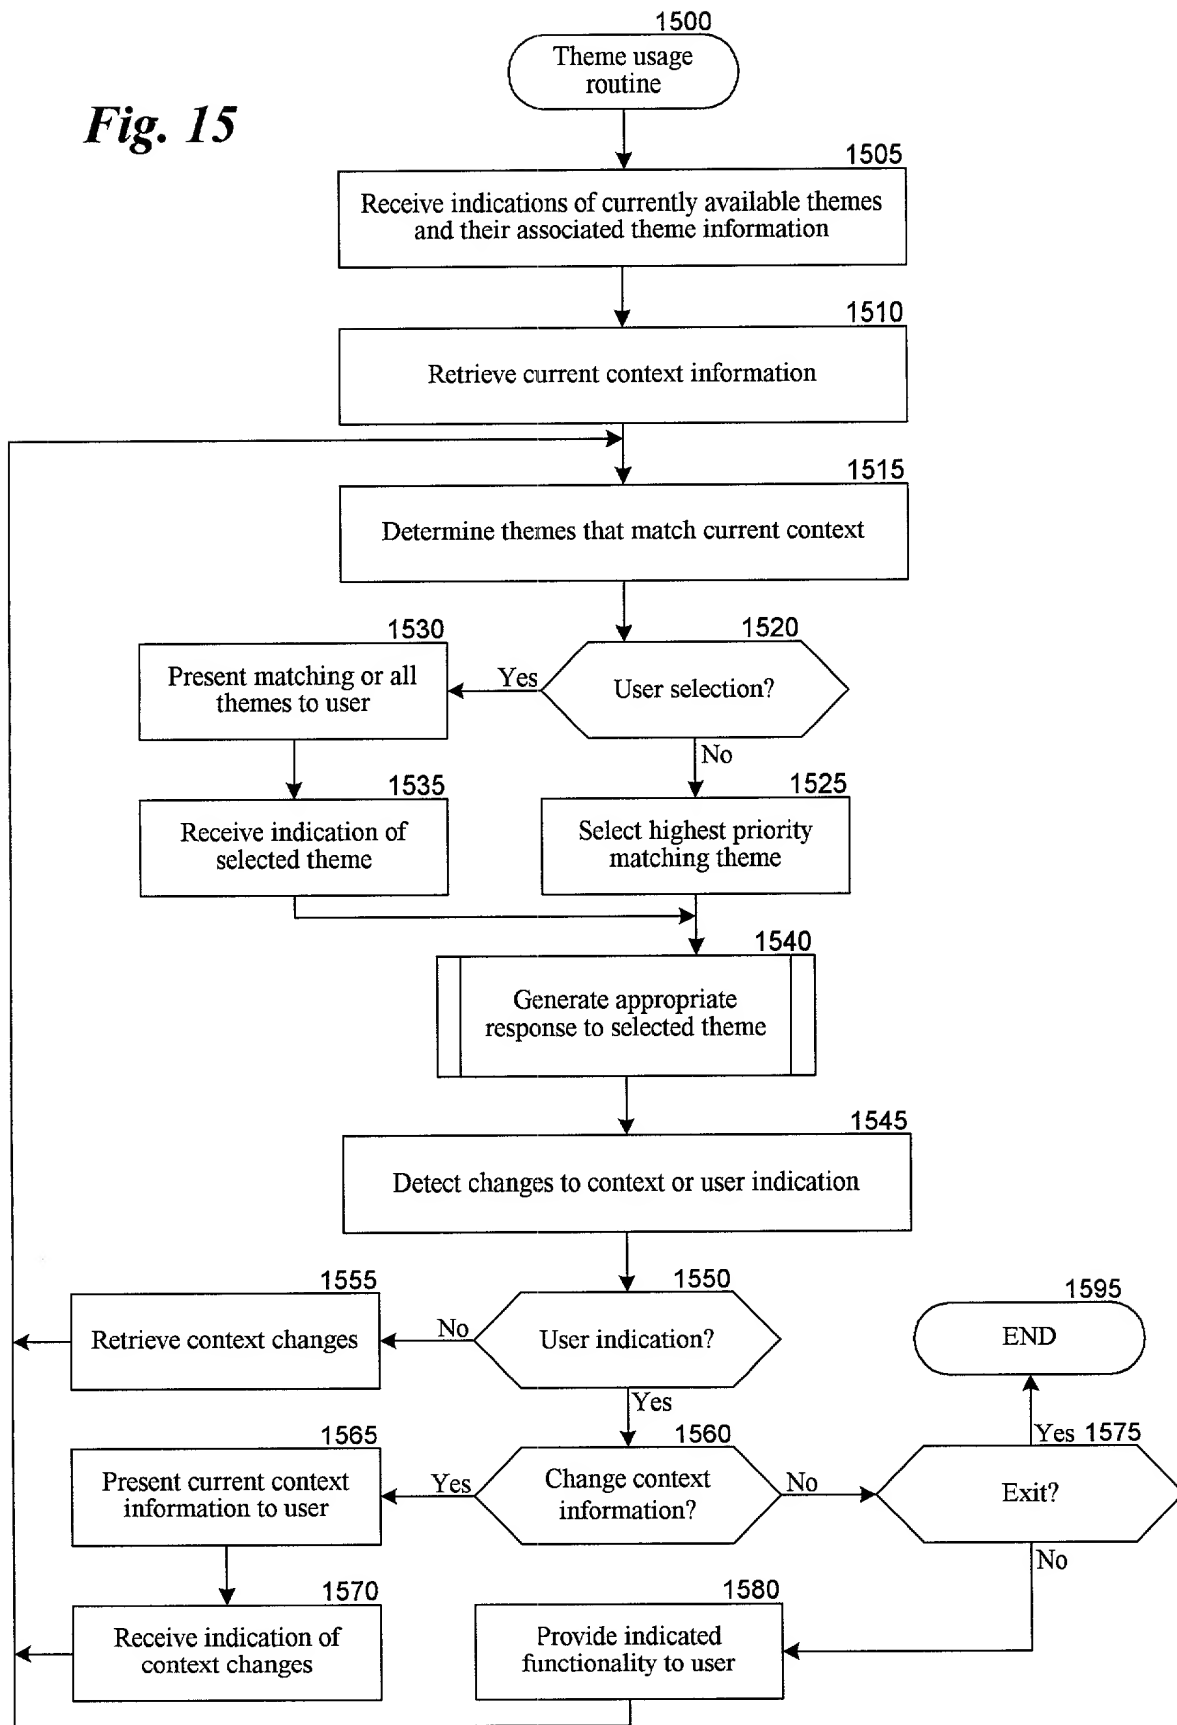 Fig. 15
1500
Theme usage
routine
1505
Receive indications of currently available themes
and their associated theme information
1510
Retrieve current context information
1515
Determine themes that match current context
1530
Present matching or all
themes to user
Yes
1520
User selection?
No
1535
Receive indication of
selected theme
1525
Select highest priority
matching theme
1540
Generate appropriate
response to selected theme
1545
Detect changes to context or user indication
1555
Retrieve context changes
No
1550
User indication?
Yes
1595
END
1565
Present current context
information to user
Yes
1560
Change context
information?
No
Yes 1575
Exit?
No
1570
Receive indication of
context changes
1580
Provide indicated
functionality to user